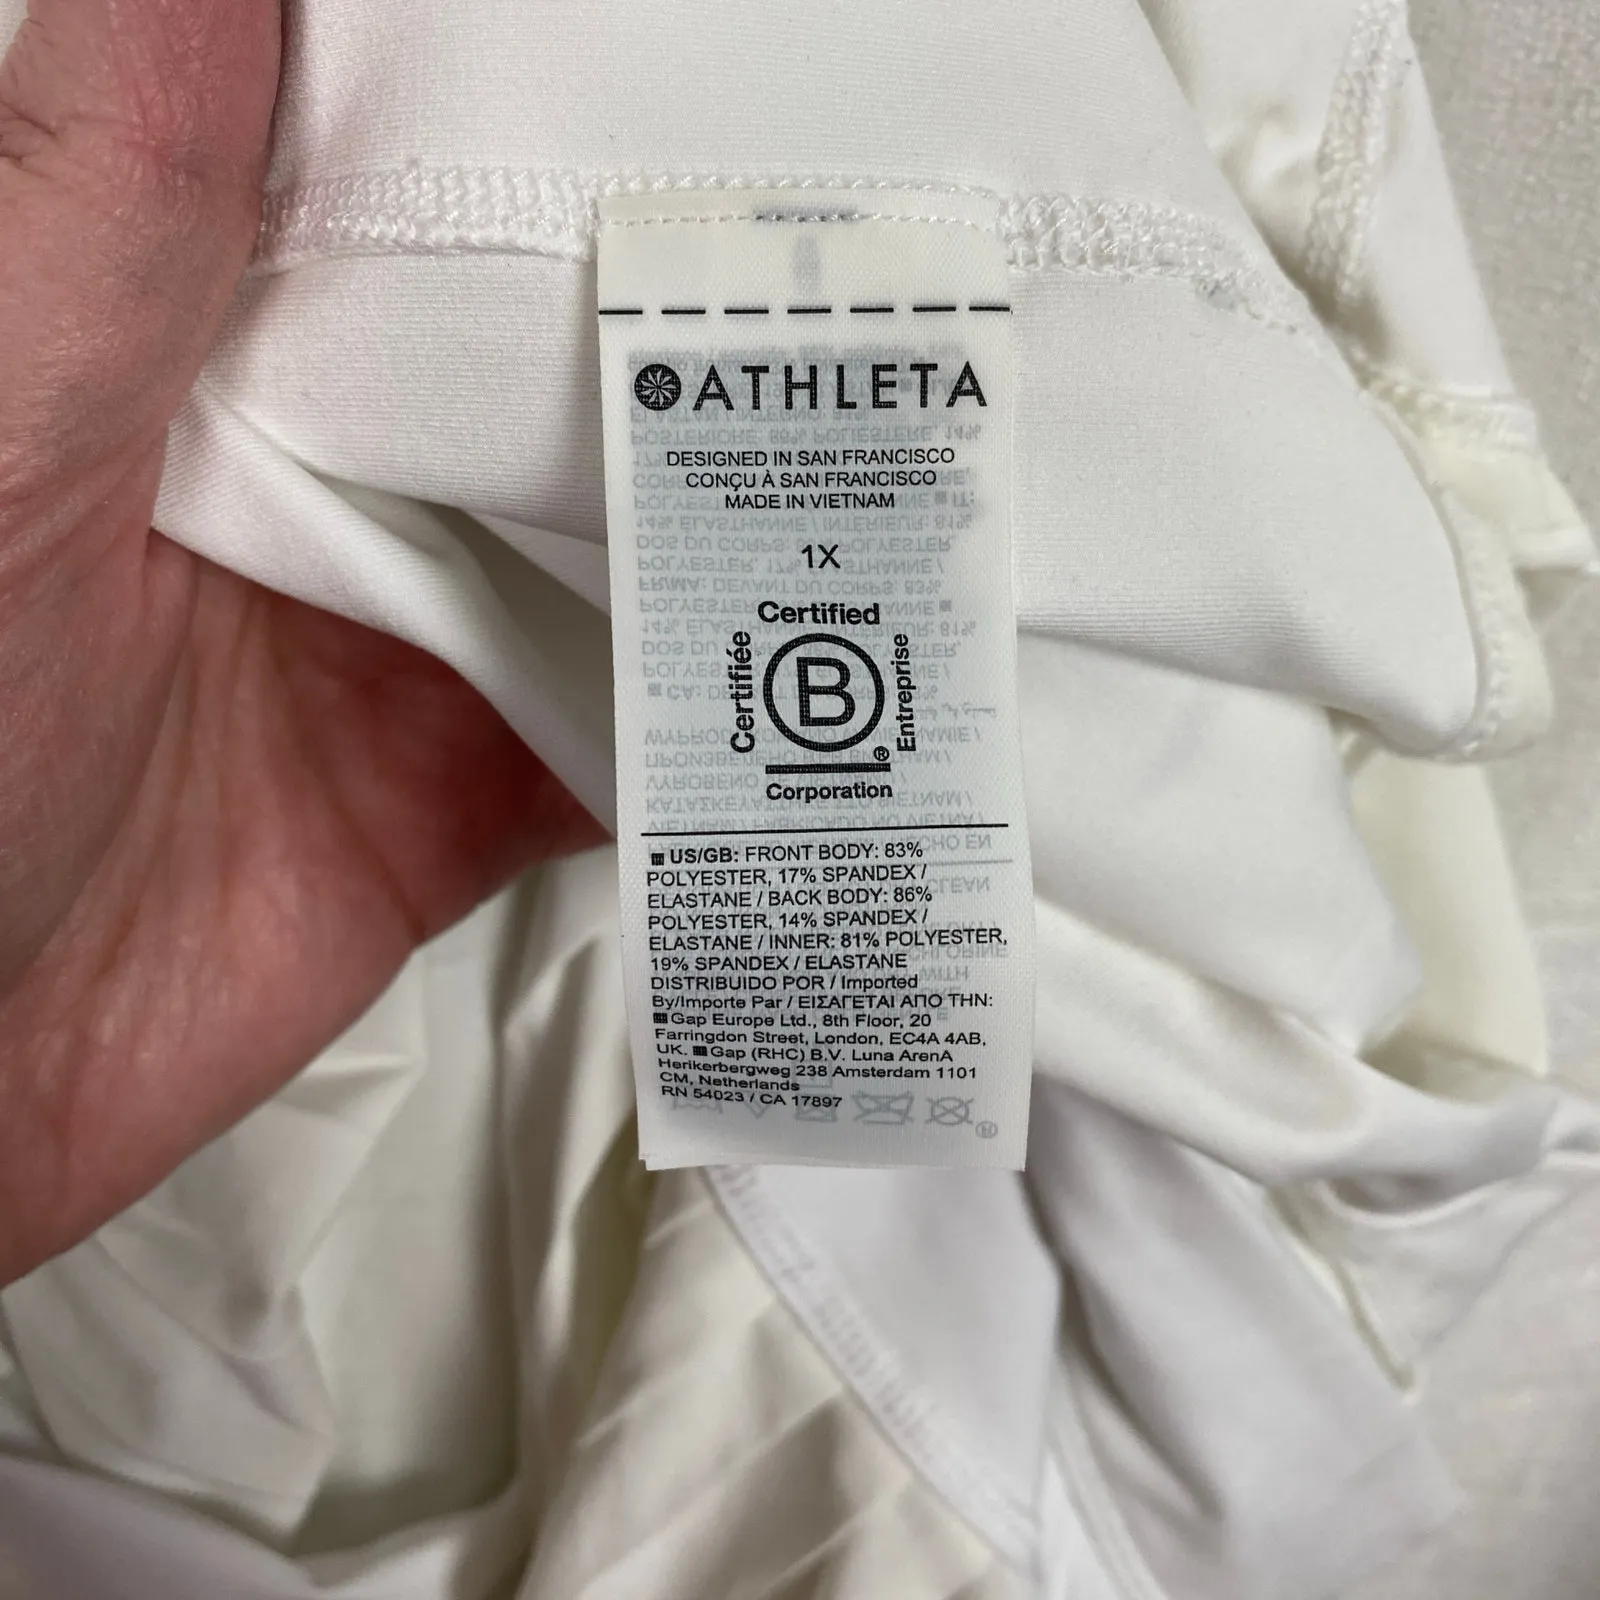 ATHLETA
DESIGNED IN SAN FRANCISCO
CONÇU À SAN FRANCISCO
MADE IN VIETNAM
1X
Certified
Certifiée
B
Entreprise
®
Corporation
US/GB: FRONT BODY: 83%
POLYESTER, 17% SPANDEX /
ELASTANE / BACK BODY: 86%
POLYESTER, 14% SPANDEX /
ELASTANE / INNER: 81% POLYESTER,
19% SPANDEX / ELASTANE
DISTRIBUIDO POR / Imported
By/Importe Par / ΕΙΣΑΓΕΤΑΙ ΑΠΟ ΤΗΝ:
Gap Europe Ltd., 8th Floor, 20
Farringdon Street, London, EC4A 4AB,
UK. Gap (RHC) B.V. Luna ArenA
Herikerbergweg 238 Amsterdam 1101
CM, Netherlands
RN 54023 / CA 17897